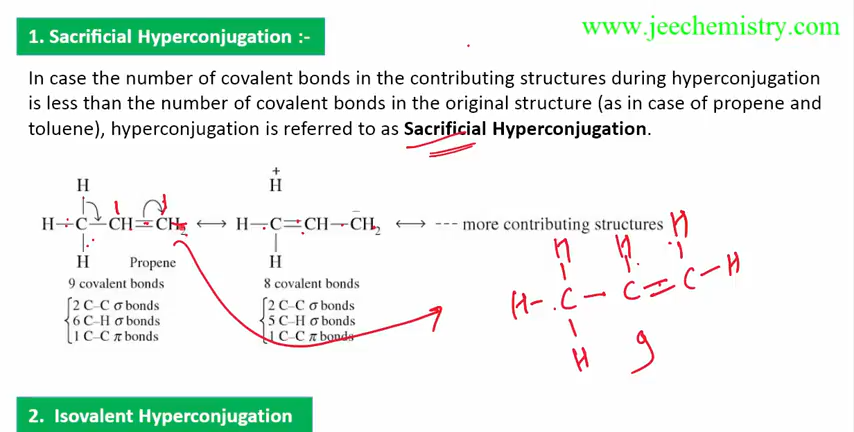 1. Sacrificial Hyperconjugation :-
www.jeechemistry.com
In case the number of covalent bonds in the contributing structures during hyperconjugation
is less than the number of covalent bonds in the original structure (as in case of propene and
toluene), hyperconjugation is referred to as Sacrificial Hyperconjugation.
H H
+
H–C–CH=CH2 ↔ H–C=CH–CH2 ↔ --- more contributing structures
–
H H
Propene
9 covalent bonds 8 covalent bonds
2 C–C σ bonds 2 C–C σ bonds
6 C–H σ bonds 5 C–H σ bonds
1 C–C π bonds 1 C–C π bonds
H H H
H–C–C=C–H
H
9
2. Isovalent Hyperconjugation